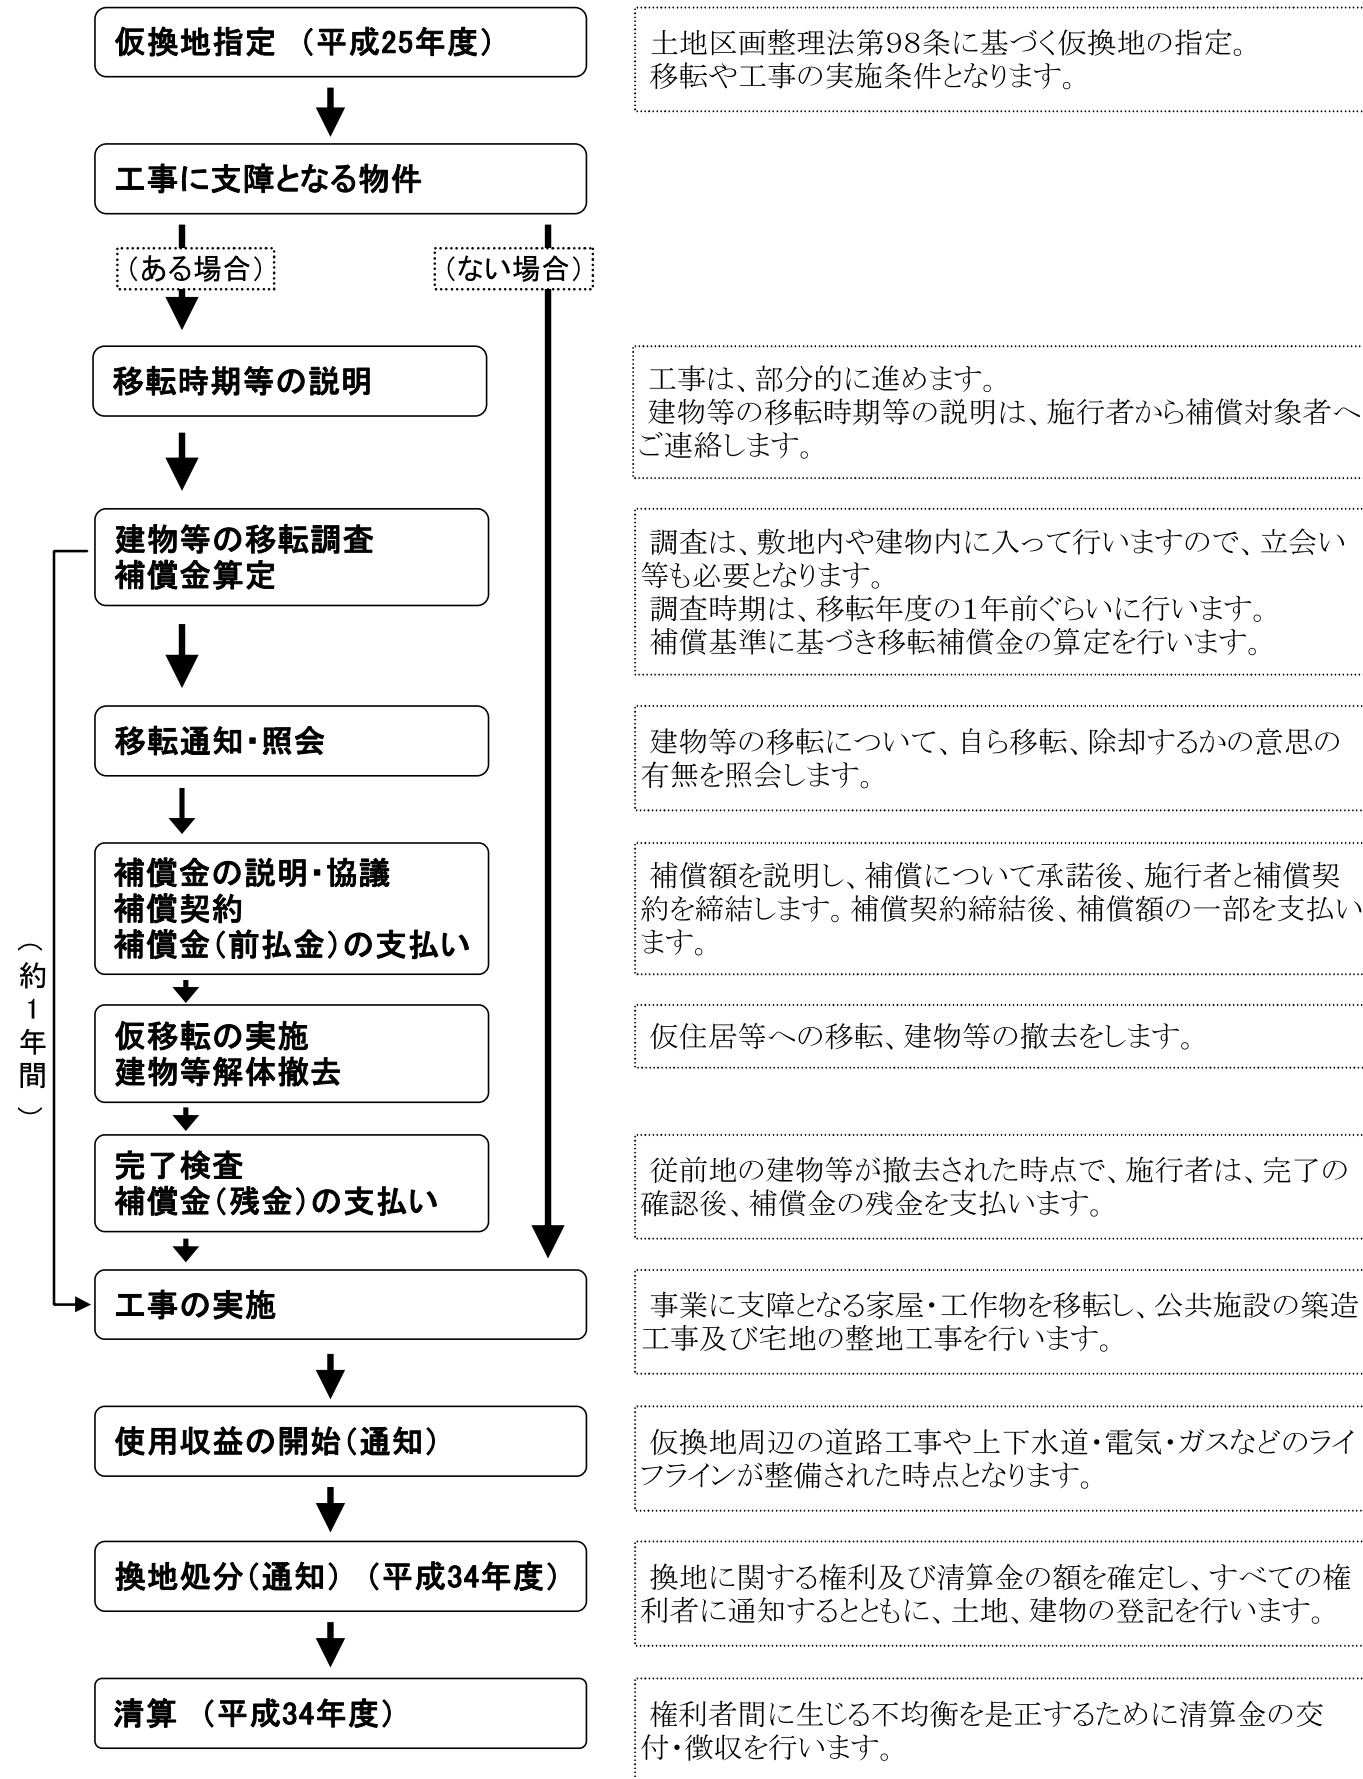 仮換地指定 （平成25年度）
土地区画整理法第98条に基づく仮換地の指定。
移転や工事の実施条件となります。
工事に支障となる物件
（ある場合）
（ない場合）
移転時期等の説明
工事は、部分的に進めます。
建物等の移転時期等の説明は、施行者から補償対象者へ
ご連絡します。
建物等の移転調査
補償金算定
調査は、敷地内や建物内に入って行いますので、立会い
等も必要となります。
調査時期は、移転年度の1年前ぐらいに行います。
補償基準に基づき移転補償金の算定を行います。
移転通知・照会
建物等の移転について、自ら移転、除却するかの意思の
有無を照会します。
補償金の説明・協議
補償契約
補償金（前払金）の支払い
補償額を説明し、補償について承諾後、施行者と補償契
約を締結します。補償契約締結後、補償額の一部を支払い
ます。
（約1年間）
仮移転の実施
建物等解体撤去
仮住居等への移転、建物等の撤去をします。
完了検査
補償金（残金）の支払い
従前地の建物等が撤去された時点で、施行者は、完了の
確認後、補償金の残金を支払います。
工事の実施
事業に支障となる家屋・工作物を移転し、公共施設の築造
工事及び宅地の整地工事を行います。
使用収益の開始（通知）
仮換地周辺の道路工事や上下水道・電気・ガスなどのライ
フラインが整備された時点となります。
換地処分（通知） （平成34年度）
換地に関する権利及び清算金の額を確定し、すべての権
利者に通知するとともに、土地、建物の登記を行います。
清算 （平成34年度）
権利者間に生じる不均衡を是正するために清算金の交
付・徴収を行います。